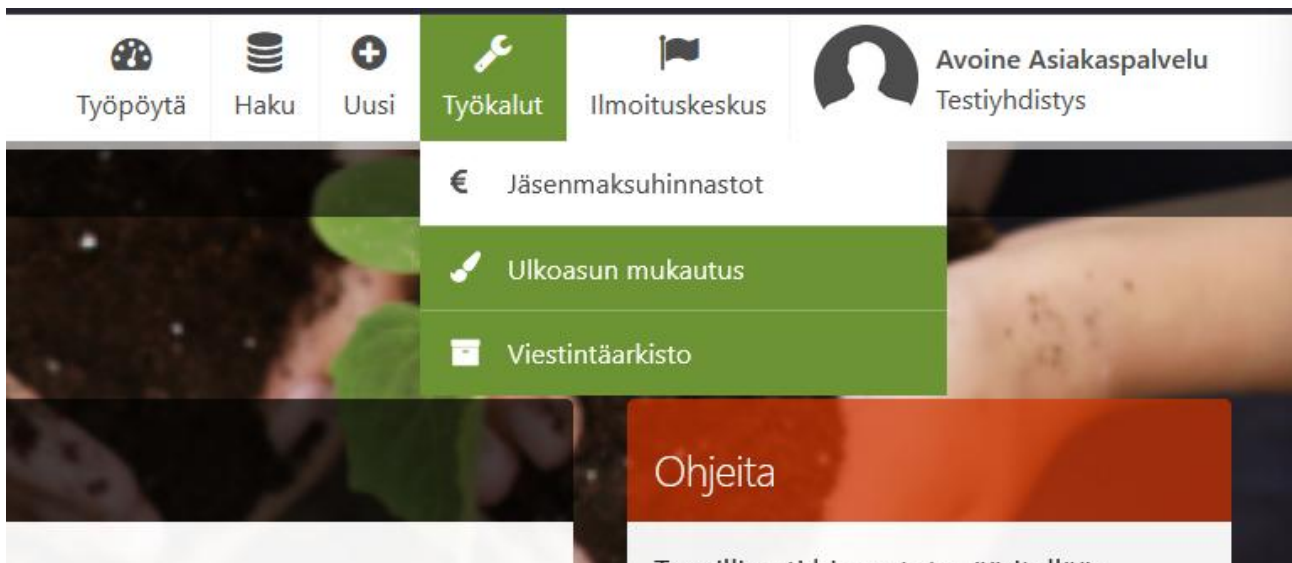 Työpöytä
Haku
Uusi
Työkalut
Ilmoituskeskus
Avoine Asiakaspalvelu
Testiyhdistys
€ Jäsenmaksuhinnastot
Ulkoasun mukautus
Viestintäarkisto
Ohjeita